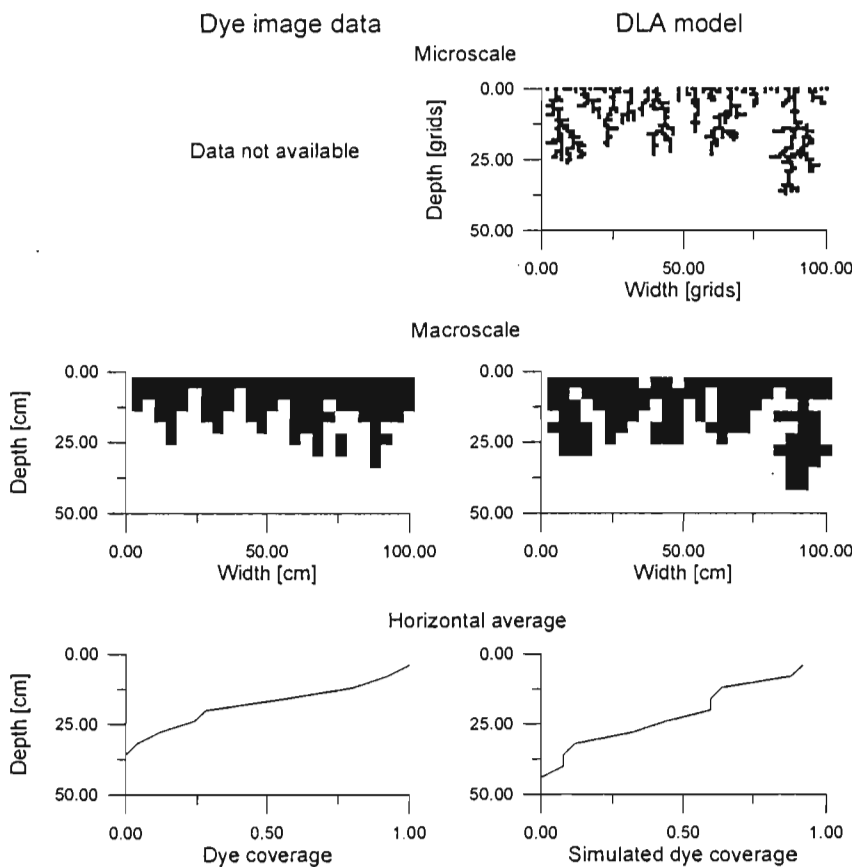 Dye image data
DLA model
Microscale
Data not available
Depth [grids]
0.00
25.00
50.00
0.00
50.00
100.00
Width [grids]
Macroscale
Depth [cm]
0.00
25.00
50.00
0.00
50.00
100.00
Width [cm]
0.00
25.00
50.00
0.00
50.00
100.00
Width [cm]
Horizontal average
Depth [cm]
0.00
25.00
50.00
0.00
0.50
1.00
Dye coverage
0.00
25.00
50.00
0.00
0.50
1.00
Simulated dye coverage